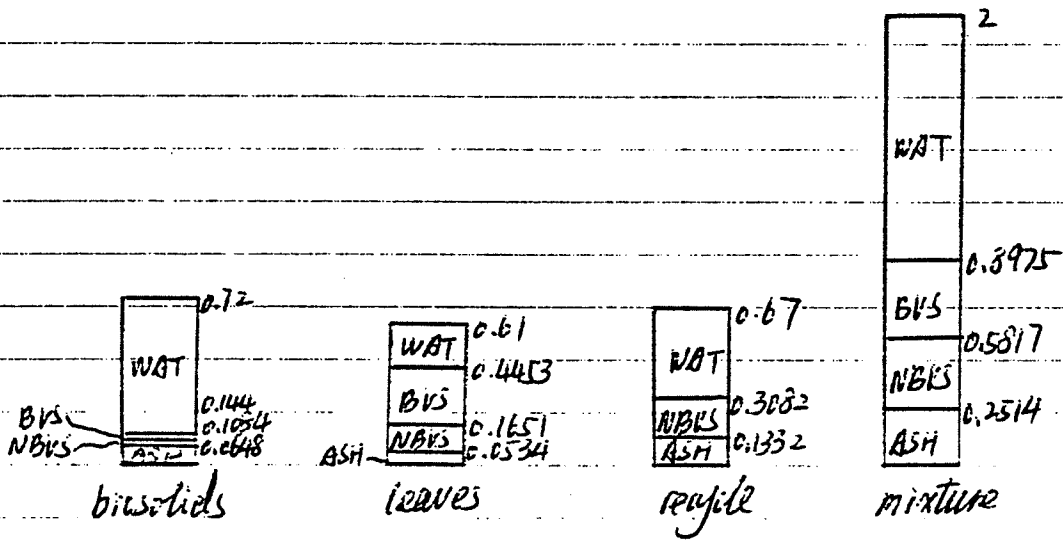 2
WAT
0.8975
0.72
0.61
0.67
BVS
WAT
0.5817
WAT
0.4453
WAT
BVS
0.144
0.3082
NBVS
BVS
0.1054
0.1651
NBVS
0.2514
NBVS
0.0648
NBVS
0.0534
ASH
0.1332
ASH
ASH
ASH
biosolids
leaves
mixture